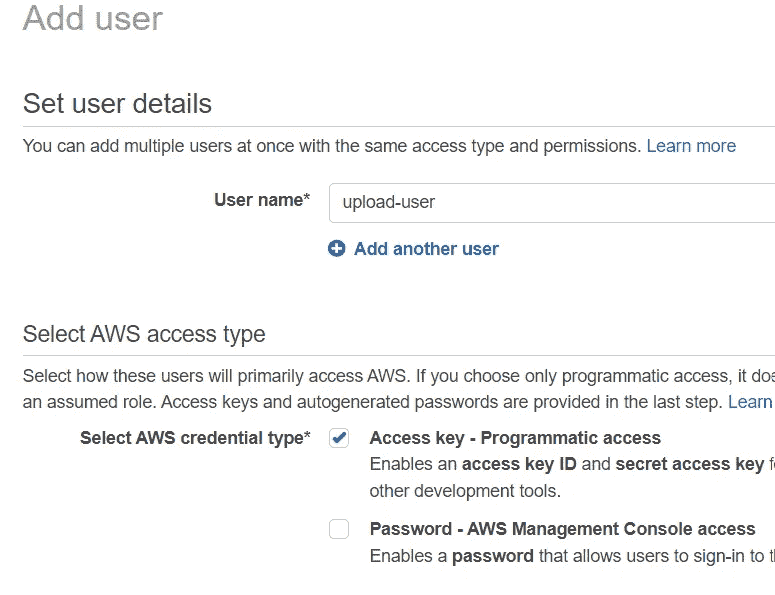 Add user
Set user details
You can add multiple users at once with the same access type and permissions. Learn more
User name*
upload-user
Add another user
Select AWS access type
Select how these users will primarily access AWS. If you choose only programmatic access, it
an assumed role. Access keys and autogenerated passwords are provided in the last step. Learn
Select AWS credential type*
Access key - Programmatic access
Enables an access key ID and secret access key
other development tools.
Password - AWS Management Console access
Enables a password that allows users to sign-in to